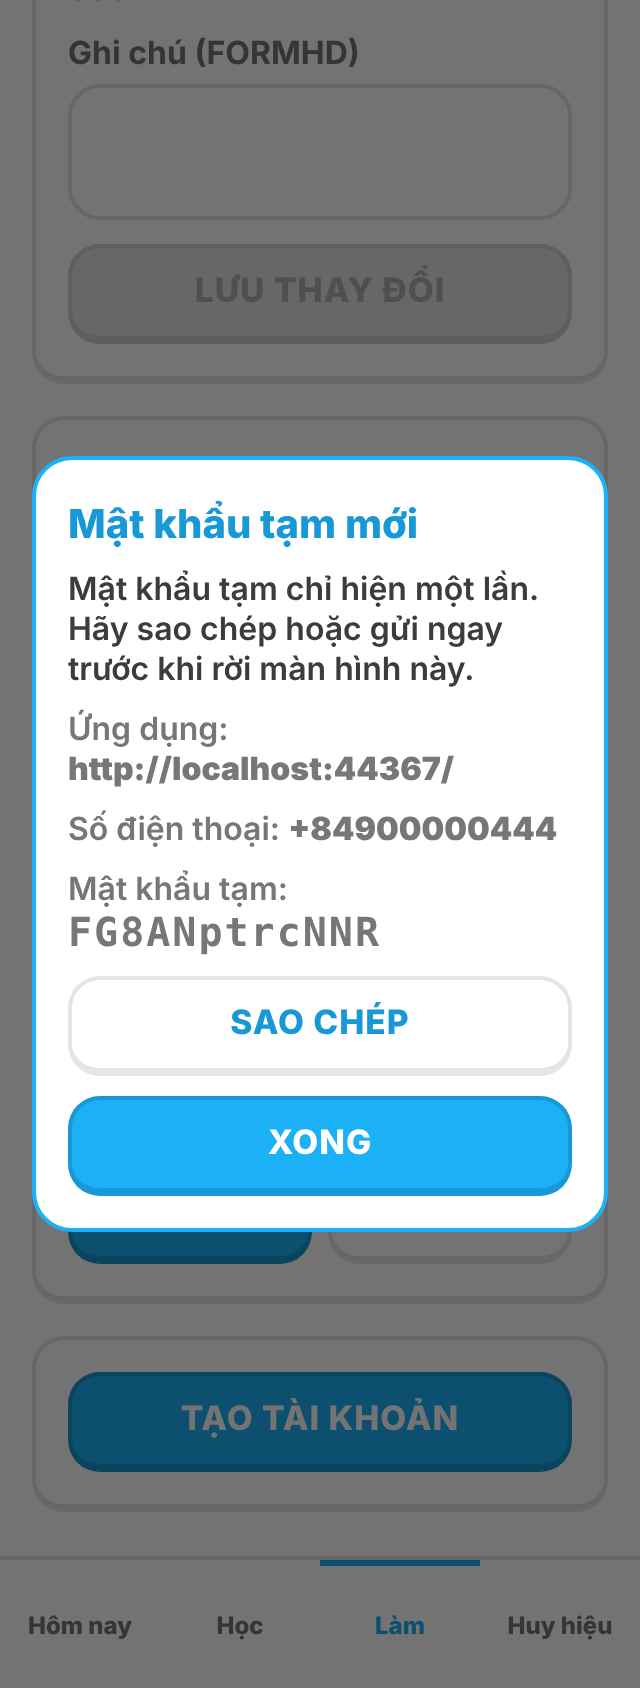 Ghi chú (FORMHD)
LƯU THAY ĐỔI
Mật khẩu tạm mới
Mật khẩu tạm chỉ hiện một lần.
Hãy sao chép hoặc gửi ngay
trước khi rời màn hình này.
Ứng dụng:
http://localhost:44367/
Số điện thoại: +84900000444
Mật khẩu tạm:
FG8ANptrcNNR
SAO CHÉP
XONG
TẠO TÀI KHOẢN
Hôm nay
Học
Làm
Huy hiệu